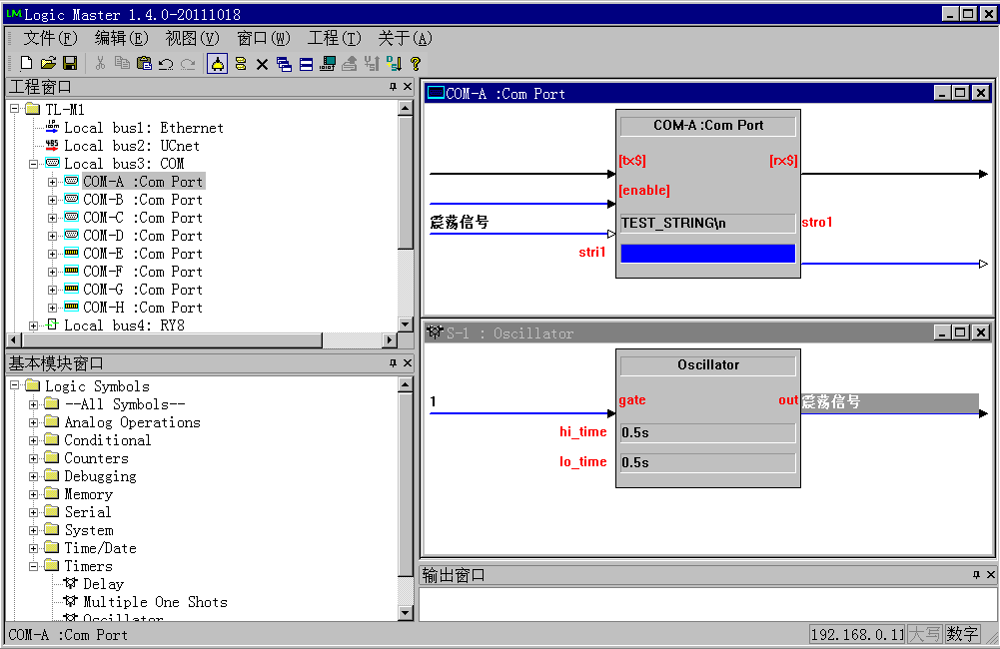 Logic Master 1.4.0-20111018
文件(F) 编辑(E) 视图(V) 窗口(W) 工程(T) 关于(A)
工程窗口
TL-M1
Local bus1: Ethernet
Local bus2: UCnet
Local bus3: COM
COM-A :Com Port
COM-B :Com Port
COM-C :Com Port
COM-D :Com Port
COM-E :Com Port
COM-F :Com Port
COM-G :Com Port
COM-H :Com Port
Local bus4: RY8
基本模块窗口
Logic Symbols
--All Symbols--
Analog Operations
Conditional
Counters
Debugging
Memory
Serial
System
Time/Date
Timers
Delay
Multiple One Shots
Oscillator
COM-A :Com Port
COM-A :Com Port
[tx$] [rx$]
[enable]
震荡信号 TEST_STRING\n stro1
stri1
S-1 : Oscillator
Oscillator
1 gate out 震荡信号
hi_time 0.5s
lo_time 0.5s
输出窗口
COM-A :Com Port 192.168.0.11 大写 数字